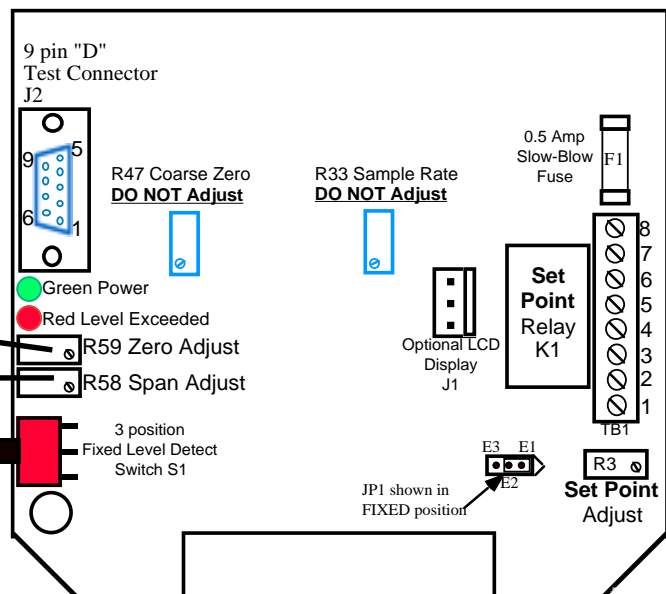 9 pin "D"
Test Connector
J2
5
9
6
1
R47 Coarse Zero
DO NOT Adjust
R33 Sample Rate
DO NOT Adjust
0.5 Amp
Slow-Blow
Fuse
F1
Green Power
Red Level Exceeded
R59 Zero Adjust
R58 Span Adjust
3 position
Fixed Level Detect
Switch S1
Optional LCD
Display
J1
Set
Point
Relay
K1
8
7
6
5
4
3
2
1
TB1
E3 E1
E2
JP1 shown in
FIXED position
R3
Set Point
Adjust